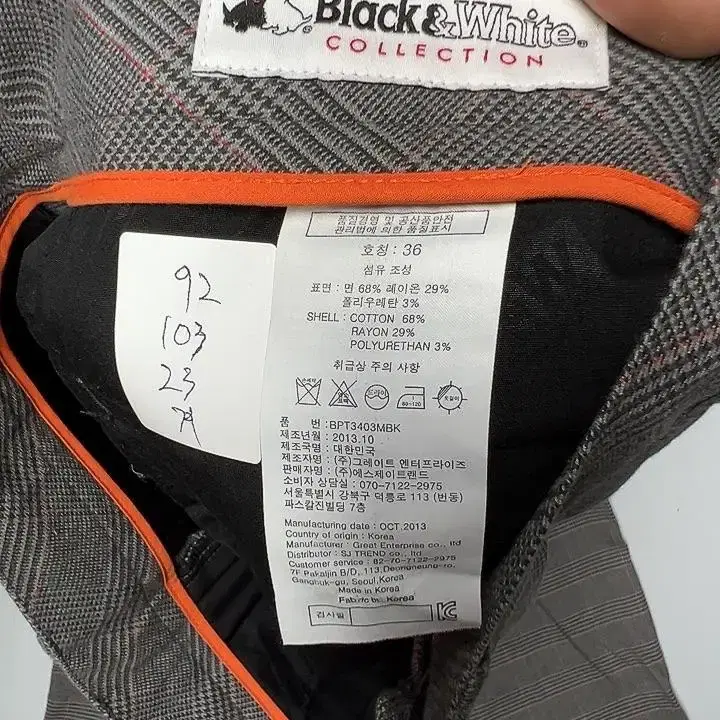 Black & White®
COLLECTION
품질경영 및 공산품안전
관리법에 의한 품질표시
호칭 : 36
섬유 조성
표면 : 면 68% 레이온 29%
폴리우레탄 3%
SHELL : COTTON 68%
RAYON 29%
POLYURETHAN 3%
취급상 주의 사항
드라이
60-120
옷걸이
품 번 : BPT3403MBK
제조년월 : 2013.10
제조국명 : 대한민국
제조자명 : (주)그레이트 엔터프라이즈
판매자명 : (주)에스제이트랜드
소비자 상담실 : 070-7122-2975
서울특별시 강북구 덕릉로 113 (번동)
파스칼진빌딩 7층
Manufacturing date : OCT.2013
Country of origin : Korea
Manufacturer : Great Enterprise co., ltd
Distributor : SJ TREND co., ltd
Customer service : 82-70-7122-2975
7F.Pakaljin B/D, 113,Deongneung-ro,
Gangbuk-gu, Seoul,Korea
Made in Korea
Fabric by Korea
검사필
92
103
23